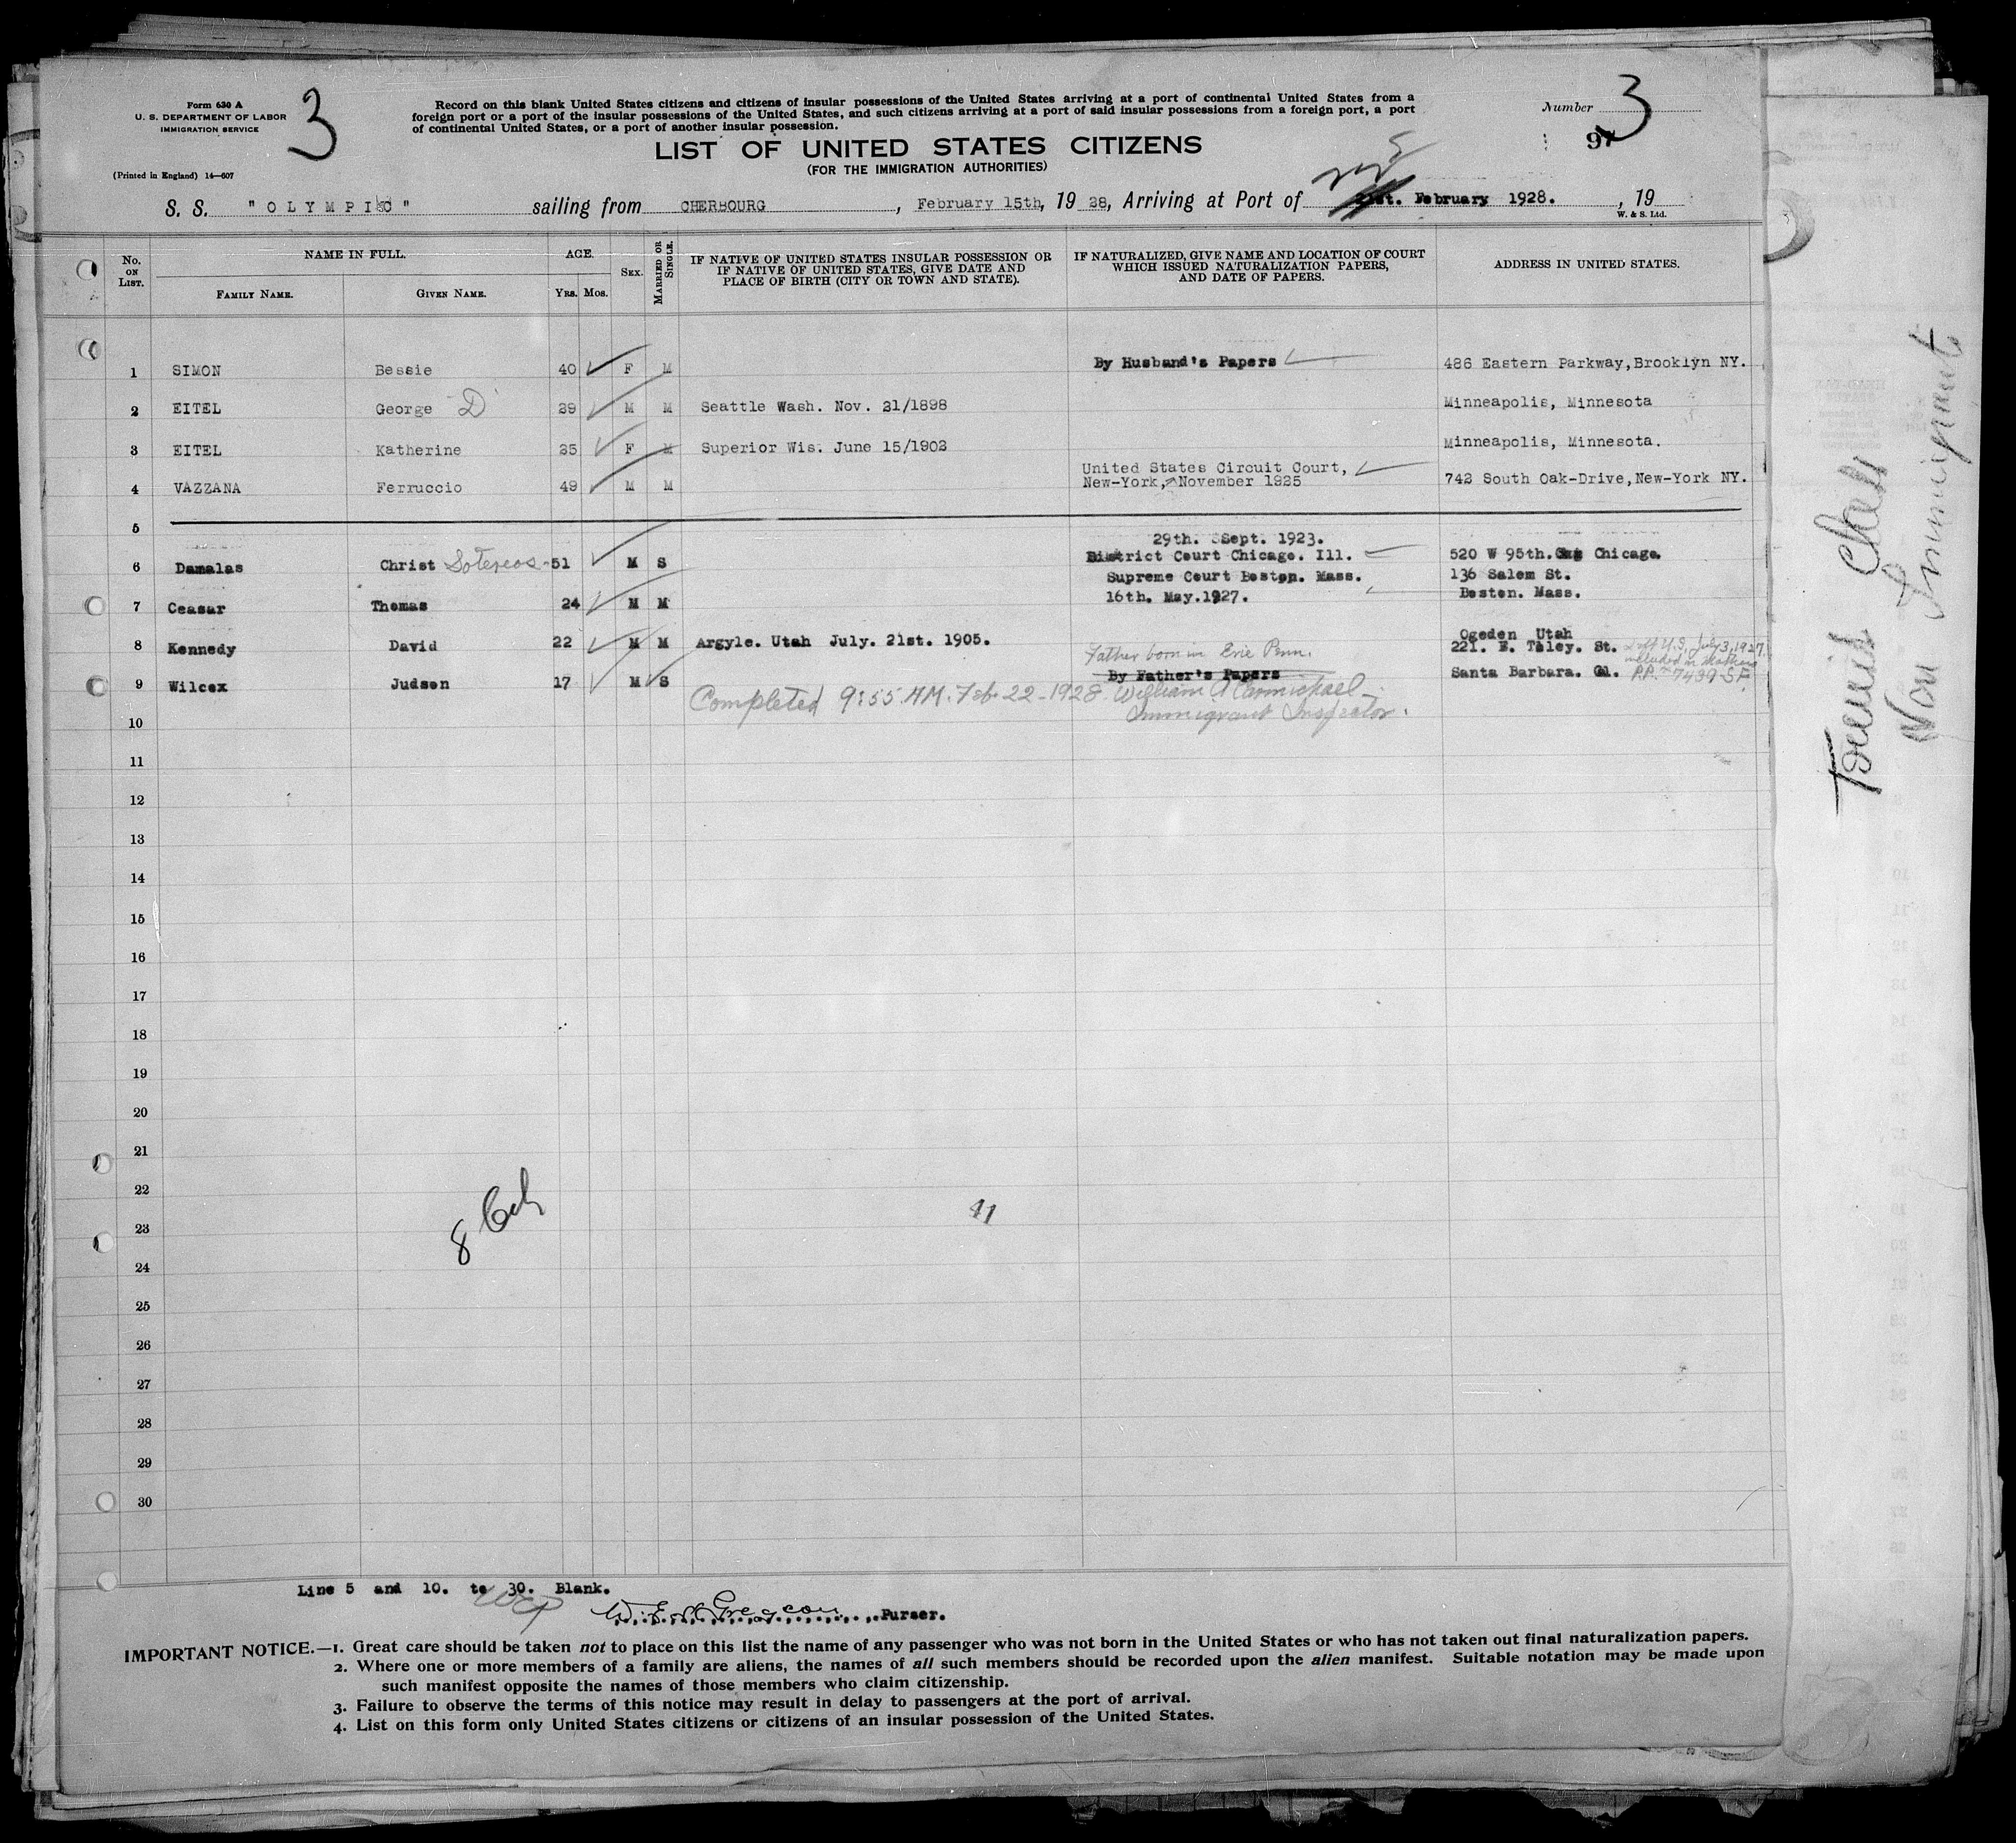 Form 630 A
U. S. DEPARTMENT OF LABOR
IMMIGRATION SERVICE
(Printed in England) 14—607
3
Record on this blank United States citizens and citizens of insular possessions of the United States arriving at a port of continental United States from a
foreign port or a port of the insular possessions of the United States, and such citizens arriving at a port of said insular possessions from a foreign port, a port
of continental United States, or a port of another insular possession.
Number 3
LIST OF UNITED STATES CITIZENS
(FOR THE IMMIGRATION AUTHORITIES)
S. S. "OLYMPIC" sailing from CHERBOURG, February 15th, 1928, Arriving at Port of 21st. February 1928., 19
W. & S. Ltd.
No. ON LIST. NAME IN FULL. AGE. SEX. MARRIED OR SINGLE. IF NATIVE OF UNITED STATES INSULAR POSSESSION OR IF NATIVE OF UNITED STATES, GIVE DATE AND PLACE OF BIRTH (CITY OR TOWN AND STATE). IF NATURALIZED, GIVE NAME AND LOCATION OF COURT WHICH ISSUED NATURALIZATION PAPERS, AND DATE OF PAPERS. ADDRESS IN UNITED STATES.
FAMILY NAME. GIVEN NAME. YRS. MOS.
1 SIMON Bessie 40 F M By Husband's Papers 486 Eastern Parkway, Brooklyn NY.
2 EITEL George D 29 M M Seattle Wash. Nov. 21/1898 Minneapolis, Minnesota
3 EITEL Katherine 25 F M Superior Wis. June 15/1902 Minneapolis, Minnesota.
4 VAZZANA Ferruccio 49 M M United States Circuit Court, New-York, November 1925 742 South Oak-Drive, New-York NY.
5
29th. Sept. 1923.
6 Damalas Christ Sotereos 51 M S District Court Chicago. Ill. 520 W 95th. Chicago.
Supreme Court Boston. Mass. 136 Salem St.
7 Ceasar Thomas 24 M M 16th. May. 1927. Boston. Mass.
Ogeden Utah
8 Kennedy David 22 M M Argyle. Utah July. 21st. 1905. 221. E. Tbley. St.
Father born in Erie Penn. Left U.S. July 3, 1927.
included in Mothers
9 Wilcox Judson 17 M S By Father's Papers Santa Barbara. Cal. P.P. 7439-SF
Completed 9:55 AM. Feb-22-1928. William A Carmichael
Immigrant Inspector.
10
11
12
13
14
15
16
17
18
19
20
21
22
23
24
25
26
27
28
29
30
11
Line 5 and 10. to 30. Blank.
Purser.
IMPORTANT NOTICE.—1. Great care should be taken not to place on this list the name of any passenger who was not born in the United States or who has not taken out final naturalization papers.
2. Where one or more members of a family are aliens, the names of all such members should be recorded upon the alien manifest. Suitable notation may be made upon
such manifest opposite the names of those members who claim citizenship.
3. Failure to observe the terms of this notice may result in delay to passengers at the port of arrival.
4. List on this form only United States citizens or citizens of an insular possession of the United States.
Tourist Class
Non Immigrant